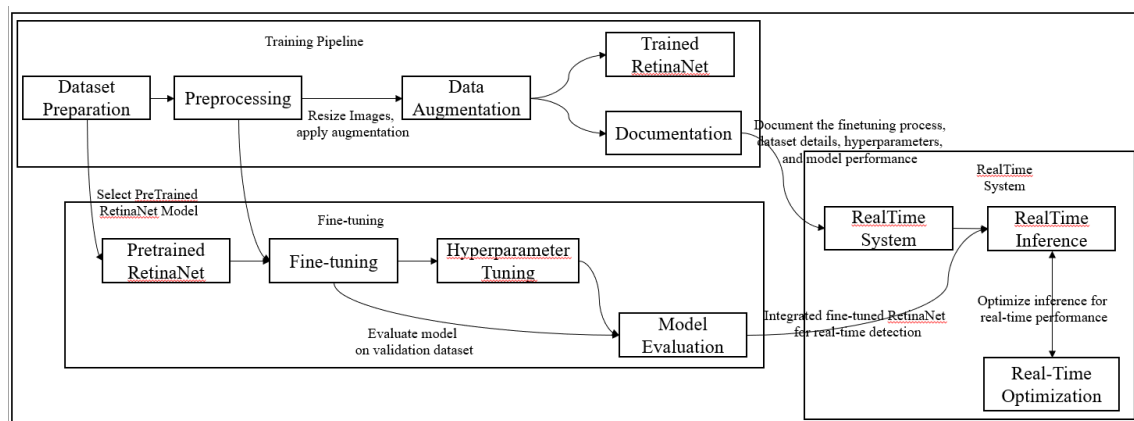 Training Pipeline
Trained
RetinaNet
Dataset
Preparation
Preprocessing
Resize Images,
apply augmentation
Data
Augmentation
Documentation
Document the finetuning process,
dataset details, hyperparameters,
and model performance
Select PreTrained
RetinaNet Model
Fine-tuning
Pretrained
RetinaNet
Fine-tuning
Hyperparameter
Tuning
Evaluate model
on validation dataset
Model
Evaluation
Integrated fine-tuned RetinaNet
for real-time detection
RealTime
System
RealTime
System
RealTime
Inference
Optimize inference for
real-time performance
Real-Time
Optimization